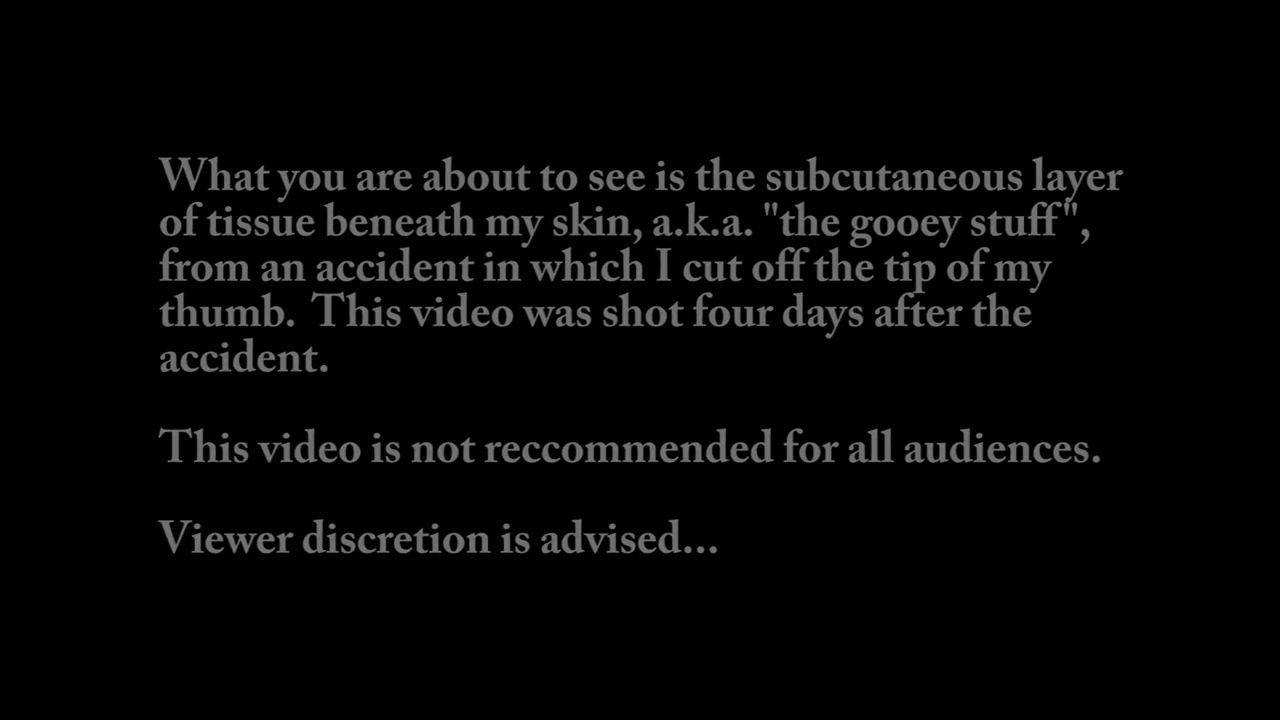 What you are about to see is the subcutaneous layer
of tissue beneath my skin, a.k.a. "the gooey stuff",
from an accident in which I cut off the tip of my
thumb.  This video was shot four days after the
accident.
This video is not reccommended for all audiences.
Viewer discretion is advised...